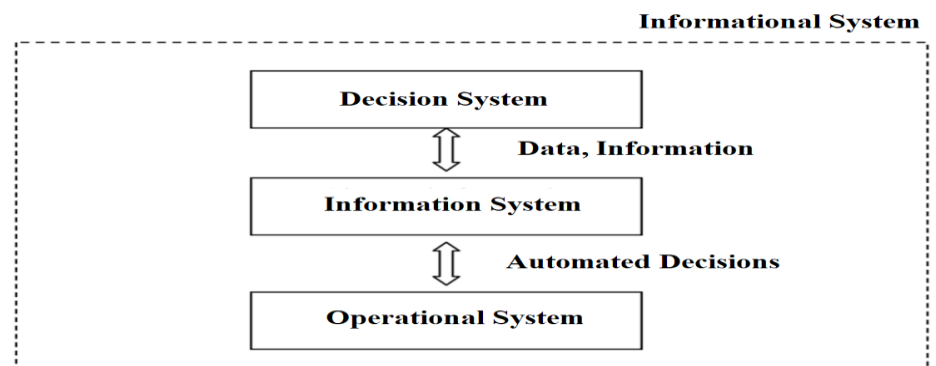 Informational System
Decision System
Data, Information
Information System
Automated Decisions
Operational System